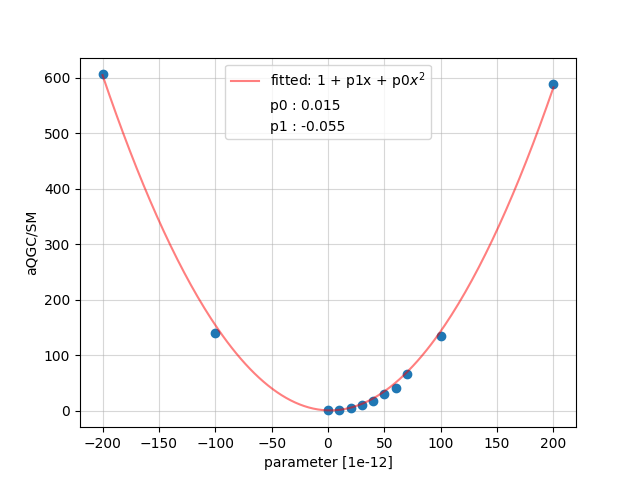 fitted: 1 + p1x + p0x²
p0 : 0.015
p1 : -0.055
600
500
400
300
200
100
0
aQGC/SM
−200 −150 −100 −50 0 50 100 150 200
parameter [1e-12]